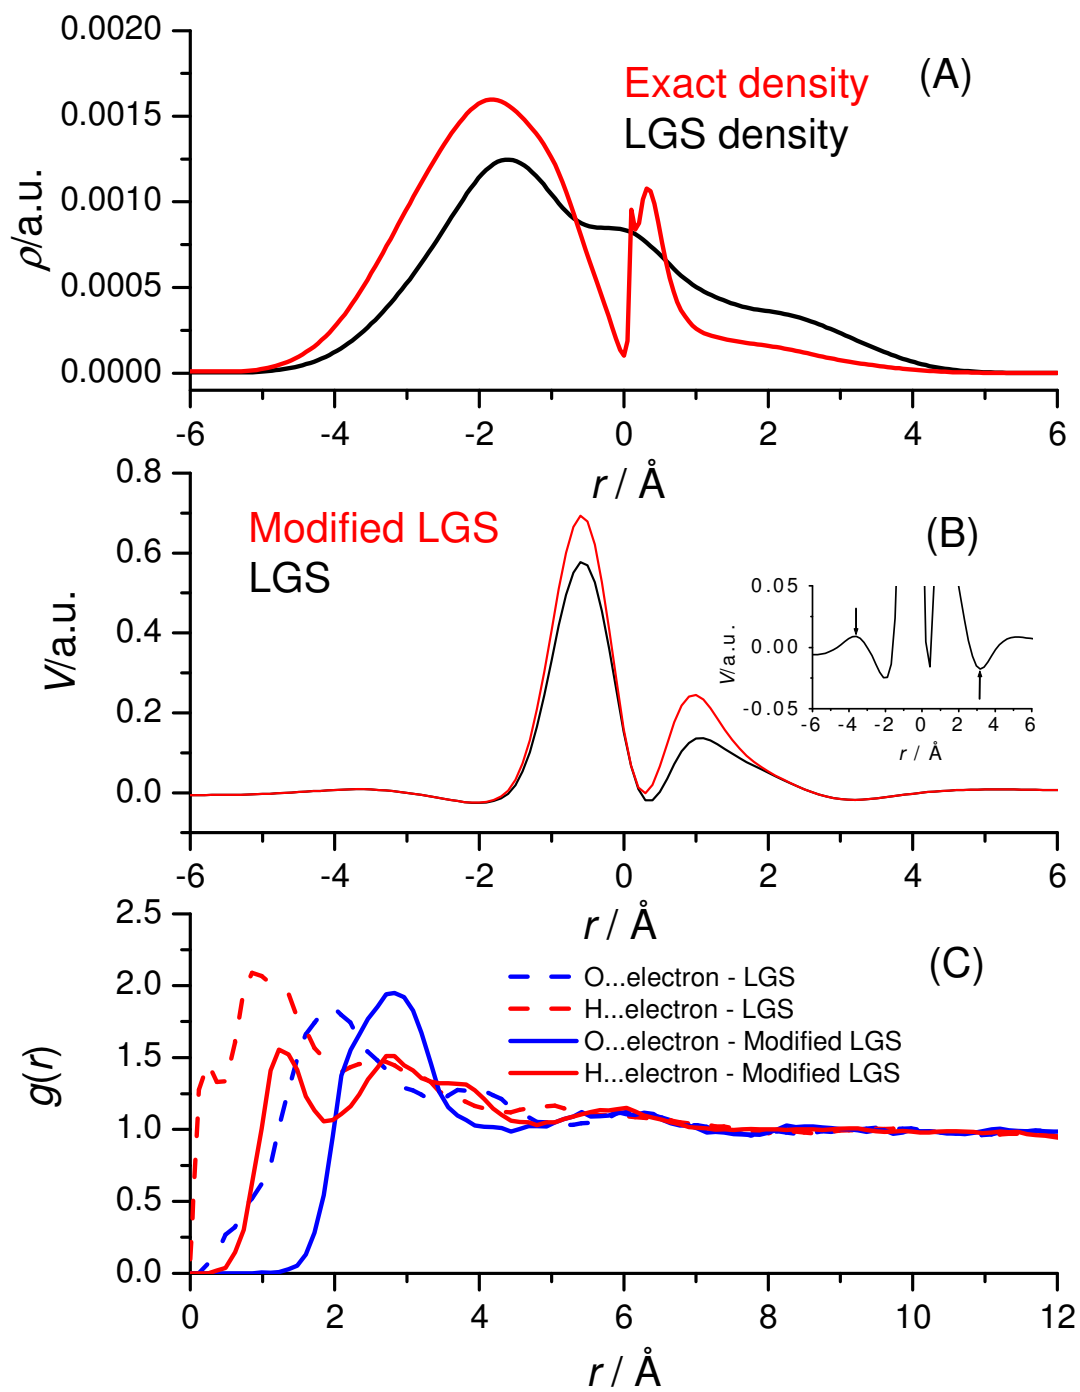 0.0020
0.0015
0.0010
0.0005
0.0000
ρ/a.u.
Exact density
LGS density
(A)
-6 -4 -2 0 2 4 6
r / Å
0.8
0.6
0.4
0.2
0.0
V/a.u.
Modified LGS
LGS
(B)
0.05
0.00
-0.05
V/a.u.
-6 -4 -2 0 2 4 6
r / Å
-6 -4 -2 0 2 4 6
r / Å
2.5
2.0
1.5
1.0
0.5
0.0
g(r)
(C)
O...electron - LGS
H...electron - LGS
O...electron - Modified LGS
H...electron - Modified LGS
0 2 4 6 8 10 12
r / Å